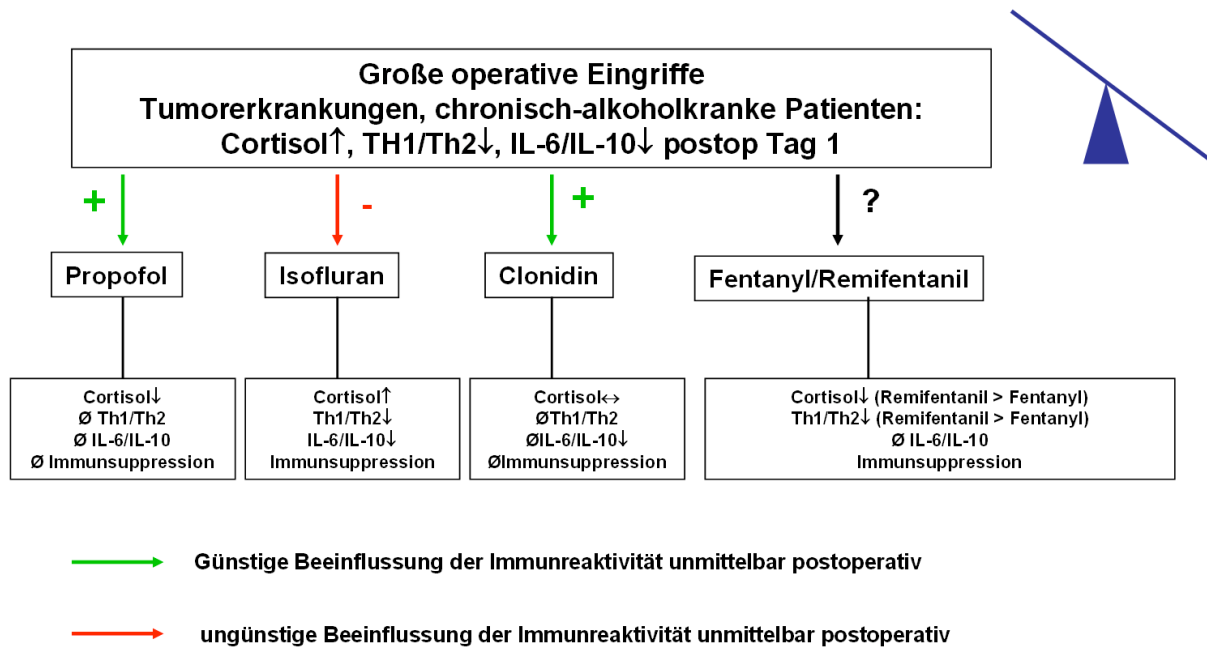 Große operative Eingriffe
Tumorerkrankungen, chronisch-alkoholkranke Patienten:
Cortisol↑, TH1/Th2↓, IL-6/IL-10↓ postop Tag 1
+
-
+
?
Propofol
Isofluran
Clonidin
Fentanyl/Remifentanil
Cortisol↓
Ø Th1/Th2
Ø IL-6/IL-10
Ø Immunsuppression
Cortisol↑
Th1/Th2↓
IL-6/IL-10↓
Immunsuppression
Cortisol↔
ØTh1/Th2
ØIL-6/IL-10↓
ØImmunsuppression
Cortisol↓ (Remifentanil > Fentanyl)
Th1/Th2↓ (Remifentanil > Fentanyl)
Ø IL-6/IL-10
Immunsuppression
Günstige Beeinflussung der Immunreaktivität unmittelbar postoperativ
ungünstige Beeinflussung der Immunreaktivität unmittelbar postoperativ